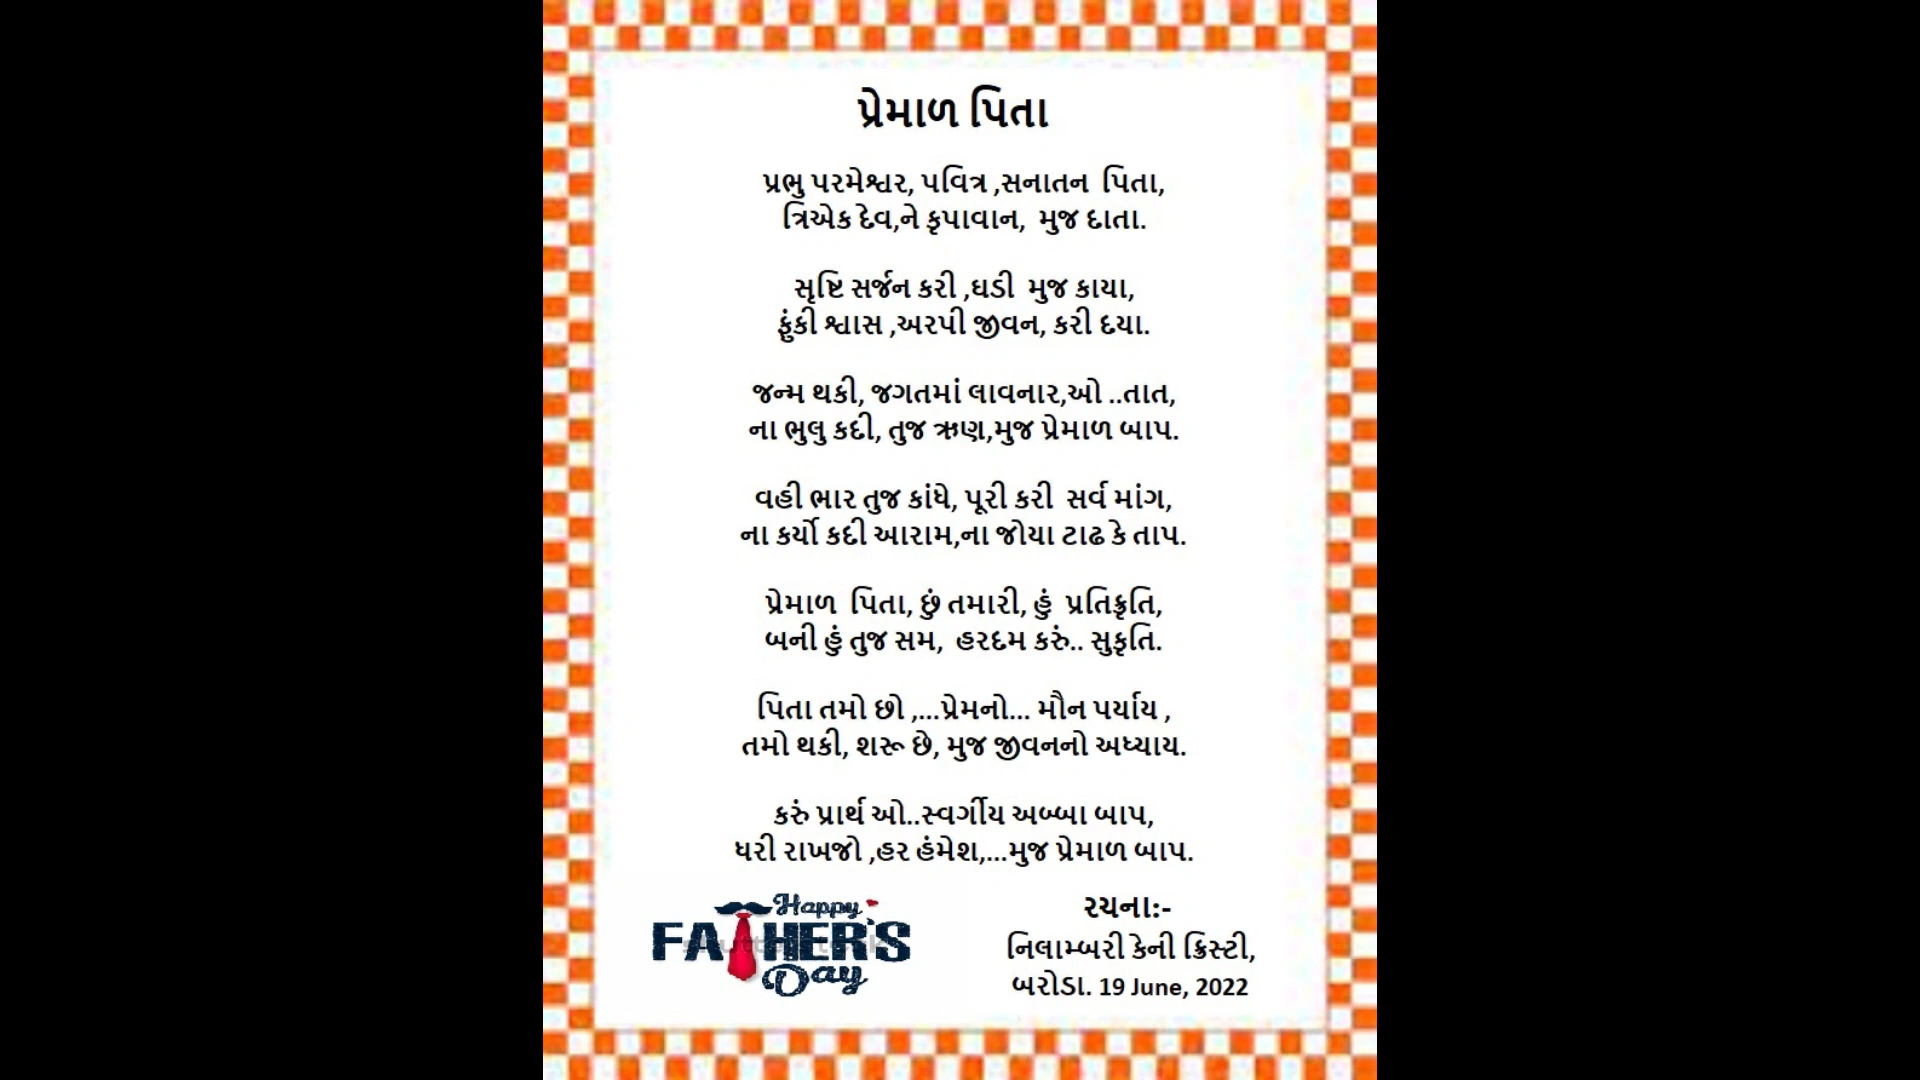 પ્રેમાળ પિતા
પ્રભુ પરમેશ્વર, પવિત્ર ,સનાતન પિતા,
ત્રિએક દેવ,ને કૃપાવાન, મુજ દાતા.
સૃષ્ટિ સર્જન કરી ,ઘડી મુજ કાયા,
ફુંકી શ્વાસ ,અરપી જીવન, કરી દયા.
જન્મ થકી, જગતમાં લાવનાર,ઓ ..તાત,
ના ભુલુ કદી, તુજ ઋણ,મુજ પ્રેમાળ બાપ.
વહી ભાર તુજ કાંધે, પૂરી કરી સર્વ માંગ,
ના કર્યો કદી આરામ,ના જોયા ટાઢ કે તાપ.
પ્રેમાળ પિતા, છું તમારી, હું પ્રતિક્રૃતિ,
બની હું તુજ સમ, હરદમ કરું.. સુકૃતિ.
પિતા તમો છો ,...પ્રેમનો... મૌન પર્યાય ,
તમો થકી, શરૂ છે, મુજ જીવનનો અધ્યાય.
કરું પ્રાર્થ ઓ..સ્વર્ગીય અબ્બા બાપ,
ધરી રાખજો ,હર હંમેશ,...મુજ પ્રેમાળ બાપ.
Happy
FATHER'S
Day
રચના:-
નિલામ્બરી કેની ક્રિસ્ટી,
બરોડા. 19 June, 2022